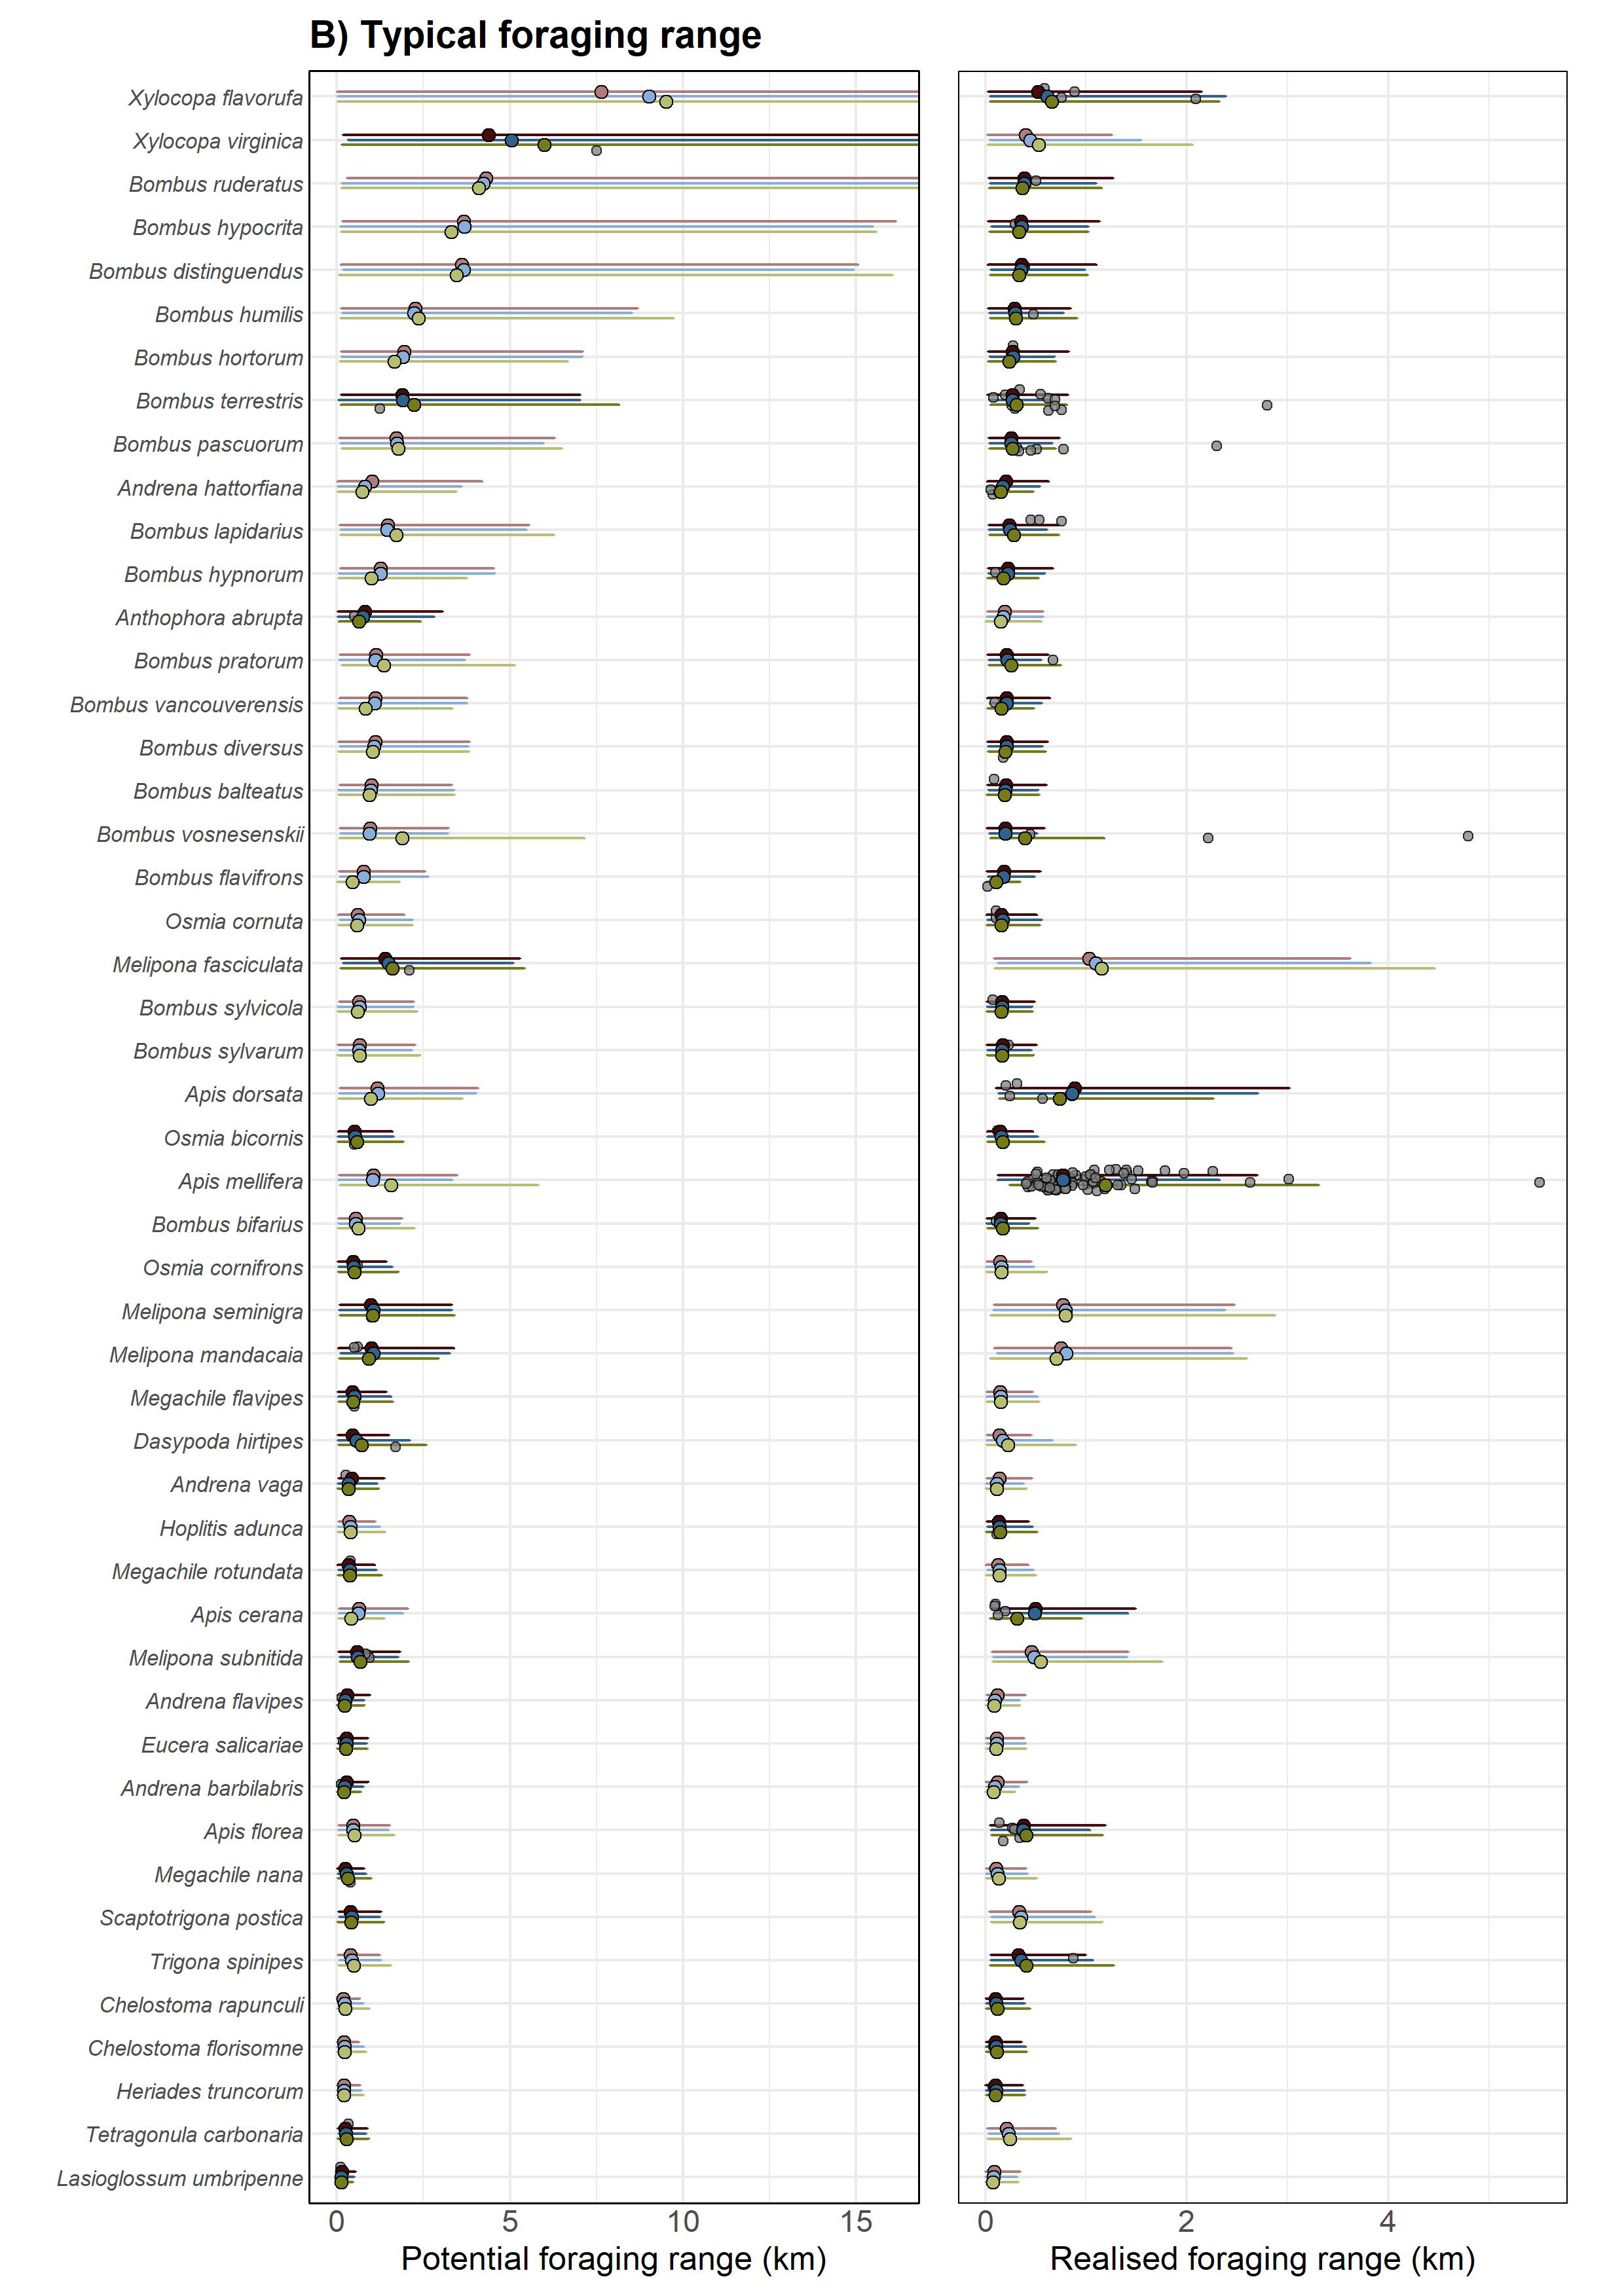 B) Typical foraging range
Xylocopa flavorufa
Xylocopa virginica
Bombus ruderatus
Bombus hypocrita
Bombus distinguendus
Bombus humilis
Bombus hortorum
Bombus terrestris
Bombus pascuorum
Andrena hattorfiana
Bombus lapidarius
Bombus hypnorum
Anthophora abrupta
Bombus pratorum
Bombus vancouverensis
Bombus diversus
Bombus balteatus
Bombus vosnesenskii
Bombus flavifrons
Osmia cornuta
Melipona fasciculata
Bombus sylvicola
Bombus sylvarum
Apis dorsata
Osmia bicornis
Apis mellifera
Bombus bifarius
Osmia cornifrons
Melipona seminigra
Melipona mandacaia
Megachile flavipes
Dasypoda hirtipes
Andrena vaga
Hoplitis adunca
Megachile rotundata
Apis cerana
Melipona subnitida
Andrena flavipes
Eucera salicariae
Andrena barbilabris
Apis florea
Megachile nana
Scaptotrigona postica
Trigona spinipes
Chelostoma rapunculi
Chelostoma florisomne
Heriades truncorum
Tetragonula carbonaria
Lasioglossum umbripenne
0 5 10 15 0 2 4
Potential foraging range (km) Realised foraging range (km)